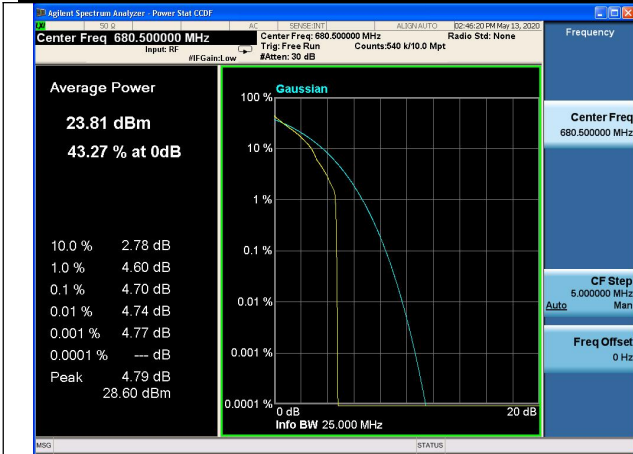 Agilent Spectrum Analyzer - Power Stat CCDF
LXI 50 Ω AC SENSE:INT ALIGN AUTO 02:46:20 PM May 13, 2020
Center Freq 680.500000 MHz
Center Freq: 680.500000 MHz
Radio Std: None
Input: RF
Trig: Free Run
Counts:540 k/10.0 Mpt
#IFGain:Low
#Atten: 30 dB
Frequency
Average Power
23.81 dBm
43.27 % at 0dB
10.0 % 2.78 dB
1.0 % 4.60 dB
0.1 % 4.70 dB
0.01 % 4.74 dB
0.001 % 4.77 dB
0.0001 % --- dB
Peak 4.79 dB
28.60 dBm
Gaussian
100 %
10 %
1 %
0.1 %
0.01 %
0.001 %
0.0001 %
0 dB
20 dB
Info BW 25.000 MHz
Center Freq
680.500000 MHz
CF Step
5.000000 MHz
Auto Man
Freq Offset
0 Hz
MSG
STATUS